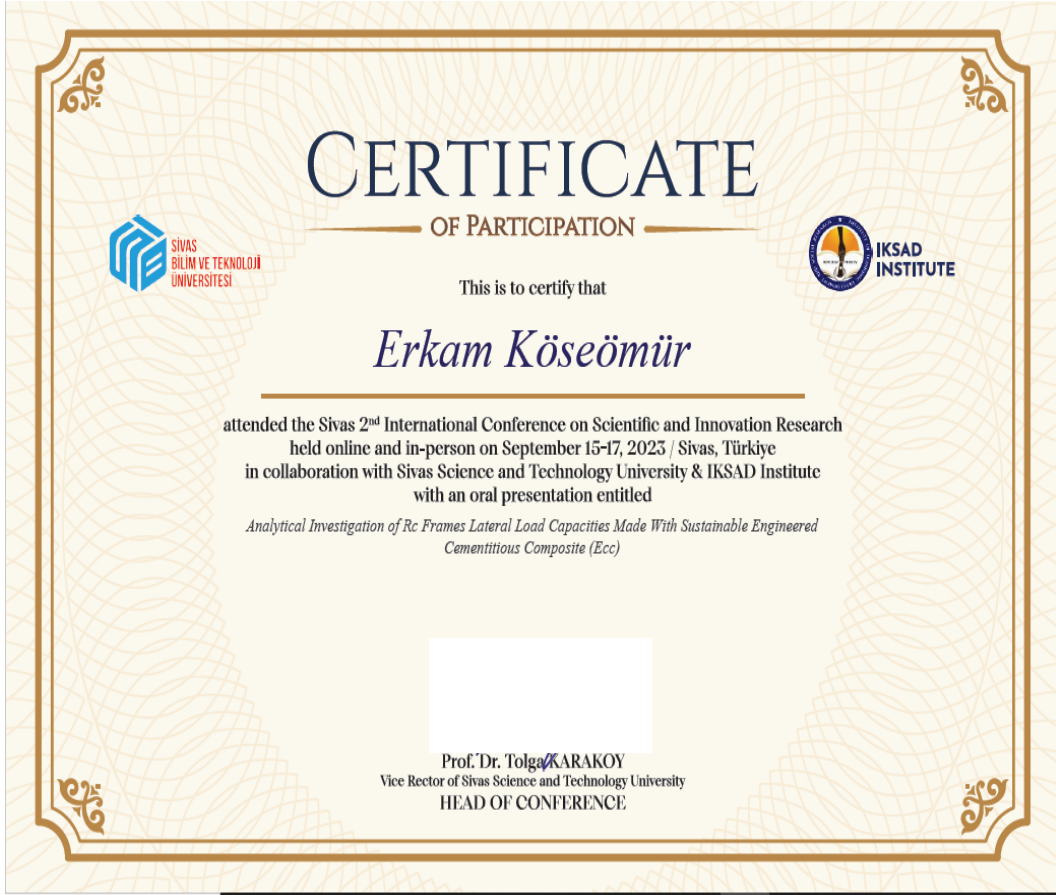 CERTIFICATE
OF PARTICIPATION
SİVAS
BİLİM VE TEKNOLOJİ
ÜNİVERSİTESİ
IKSAD
INSTITUTE
This is to certify that
Erkam Köseömür
attended the Sivas 2nd International Conference on Scientific and Innovation Research
held online and in-person on September 15-17, 2023 / Sivas, Türkiye
in collaboration with Sivas Science and Technology University & IKSAD Institute
with an oral presentation entitled
Analytical Investigation of Rc Frames Lateral Load Capacities Made With Sustainable Engineered
Cementitious Composite (Ecc)
Prof. Dr. Tolga KARAKOY
Vice Rector of Sivas Science and Technology University
HEAD OF CONFERENCE